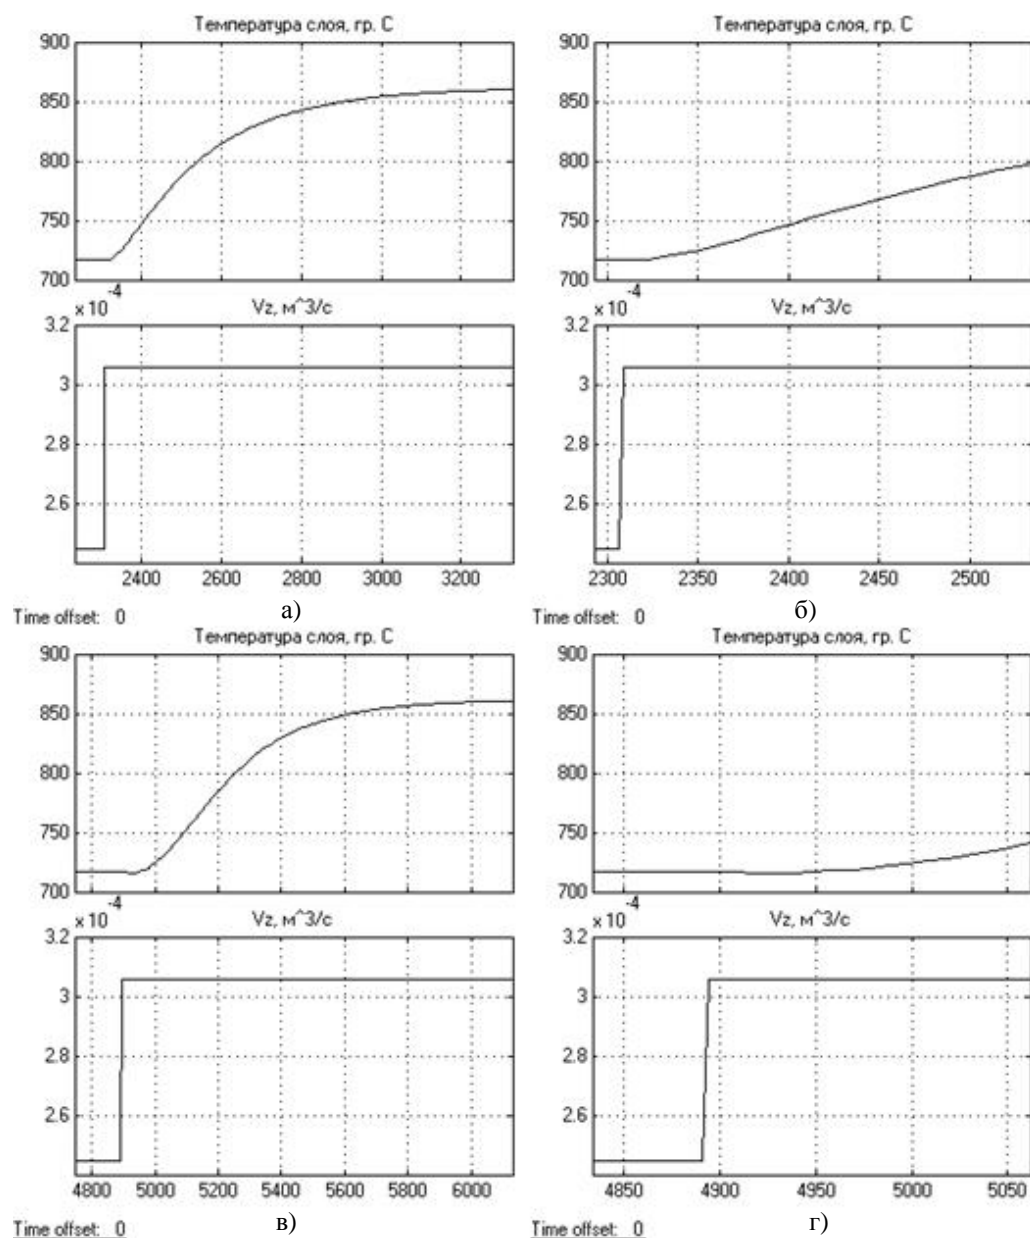 Температура слоя, гр. С
900
850
800
750
700
x 10 -4
Vz, м^3/с
3.2
3
2.8
2.6
2400 2600 2800 3000 3200
Time offset: 0
а)
Температура слоя, гр. С
900
850
800
750
700
x 10 -4
Vz, м^3/с
3.2
3
2.8
2.6
2300 2350 2400 2450 2500
Time offset: 0
б)
Температура слоя, гр. С
900
850
800
750
700
x 10 -4
Vz, м^3/с
3.2
3
2.8
2.6
4800 5000 5200 5400 5600 5800 6000
Time offset: 0
в)
Температура слоя, гр. С
900
850
800
750
700
x 10 -4
Vz, м^3/с
3.2
3
2.8
2.6
4850 4900 4950 5000 5050
Time offset: 0
г)